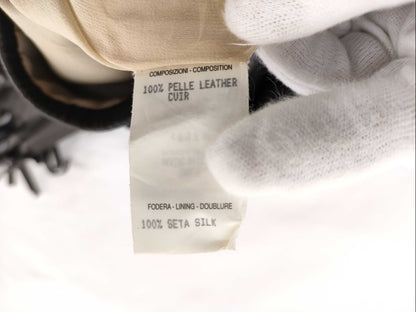 COMPOSIZIONI - COMPOSITION
100% PELLE LEATHER
CUIR
FODERA - LINING - DOUBLURE
100% SETA SILK